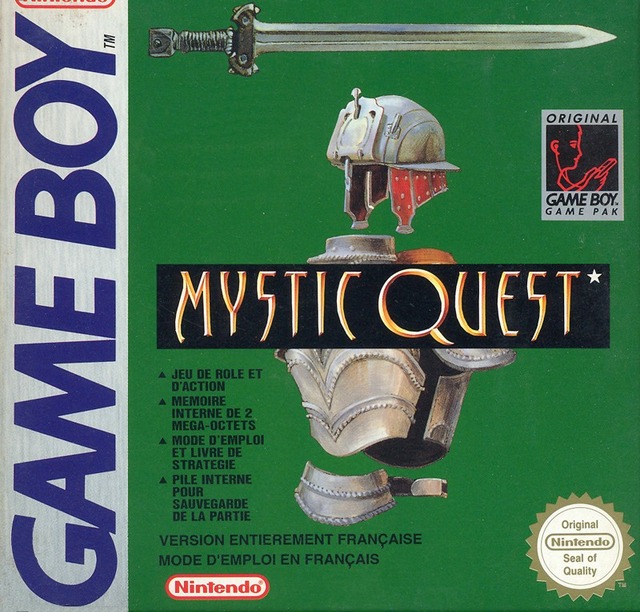 Nintendo
GAME BOY
TM
ORIGINAL
GAME BOY
GAME PAK
MYSTIC QUEST
▲ JEU DE ROLE ET
D'ACTION
▲ MEMOIRE
INTERNE DE 2
MEGA-OCTETS
▲ MODE D'EMPLOI
ET LIVRE DE
STRATEGIE
▲ PILE INTERNE
POUR
SAUVEGARDE
DE LA PARTIE
VERSION ENTIEREMENT FRANÇAISE
MODE D'EMPLOI EN FRANÇAIS
Nintendo®
Original
Nintendo
Seal of
Quality
TM